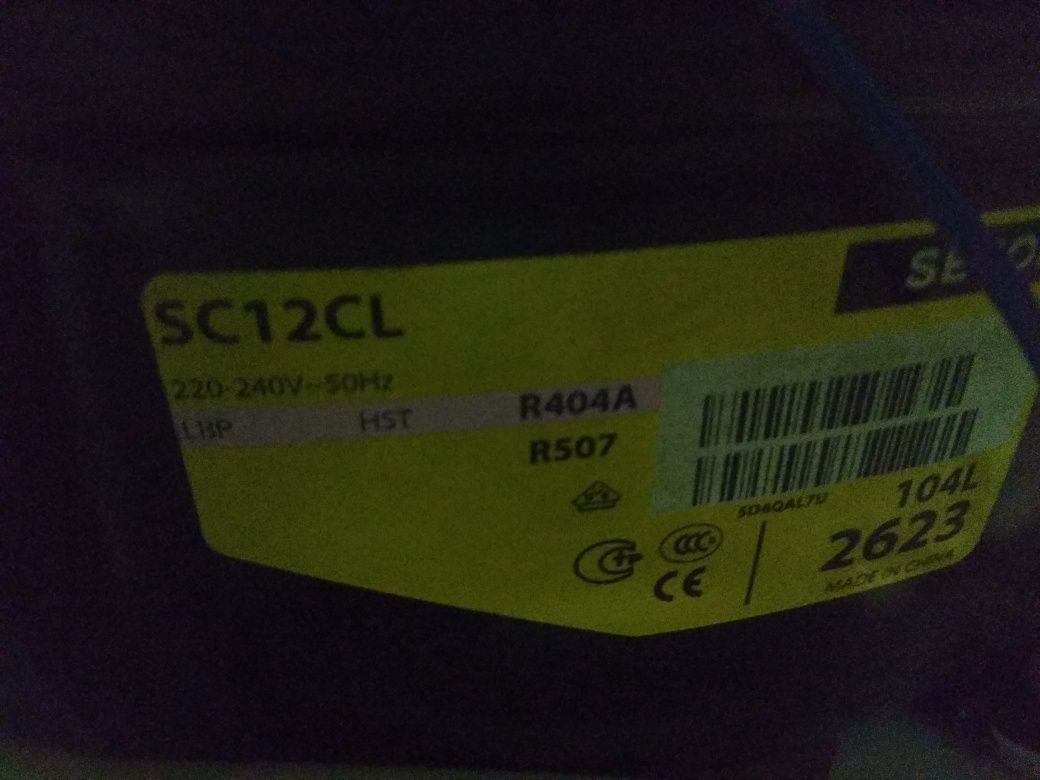 SC12CL
220-240V~50Hz
LBP HST R404A
R507
5D4QAL7U
104L
2623
MADE IN CHINA
CE